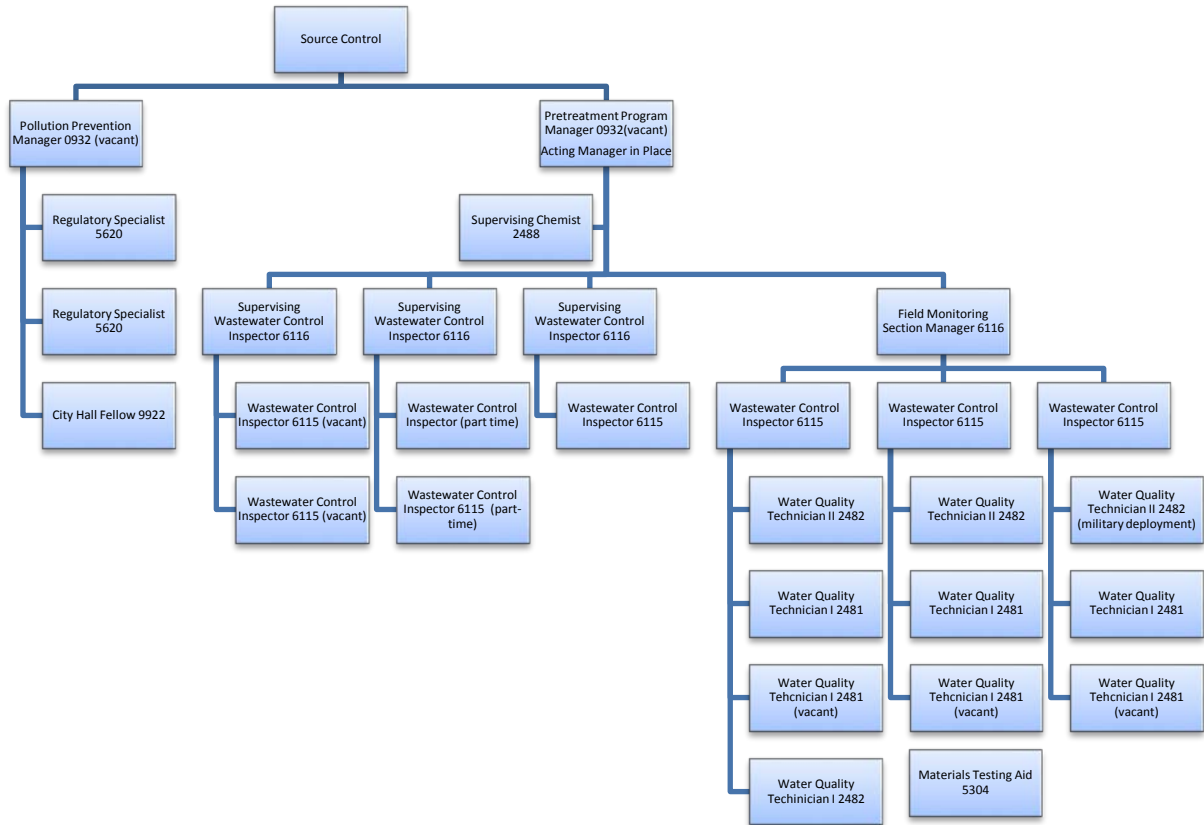 Source Control
Pollution Prevention
Manager 0932 (vacant)
Pretreatment Program
Manager 0932(vacant)
Acting Manager in Place
Regulatory Specialist
5620
Supervising Chemist
2488
Regulatory Specialist
5620
City Hall Fellow 9922
Supervising
Wastewater Control
Inspector 6116
Supervising
Wastewater Control
Inspector 6116
Supervising
Wastewater Control
Inspector 6116
Field Monitoring
Section Manager 6116
Wastewater Control
Inspector 6115 (vacant)
Wastewater Control
Inspector 6115 (vacant)
Wastewater Control
Inspector (part time)
Wastewater Control
Inspector 6115  (part-
time)
Wastewater Control
Inspector 6115
Wastewater Control
Inspector 6115
Water Quality
Technician II 2482
Water Quality
Technician I 2481
Water Quality
Tehcnician I 2481
(vacant)
Water Quality
Techinician I 2482
Wastewater Control
Inspector 6115
Water Quality
Technician II 2482
Water Quality
Technician I 2481
Water Quality
Tehcnician I 2481
(vacant)
Materials Testing Aid
5304
Wastewater Control
Inspector 6115
Water Quality
Technician II 2482
(military deployment)
Water Quality
Technician I 2481
Water Quality
Tehcnician I 2481
(vacant)